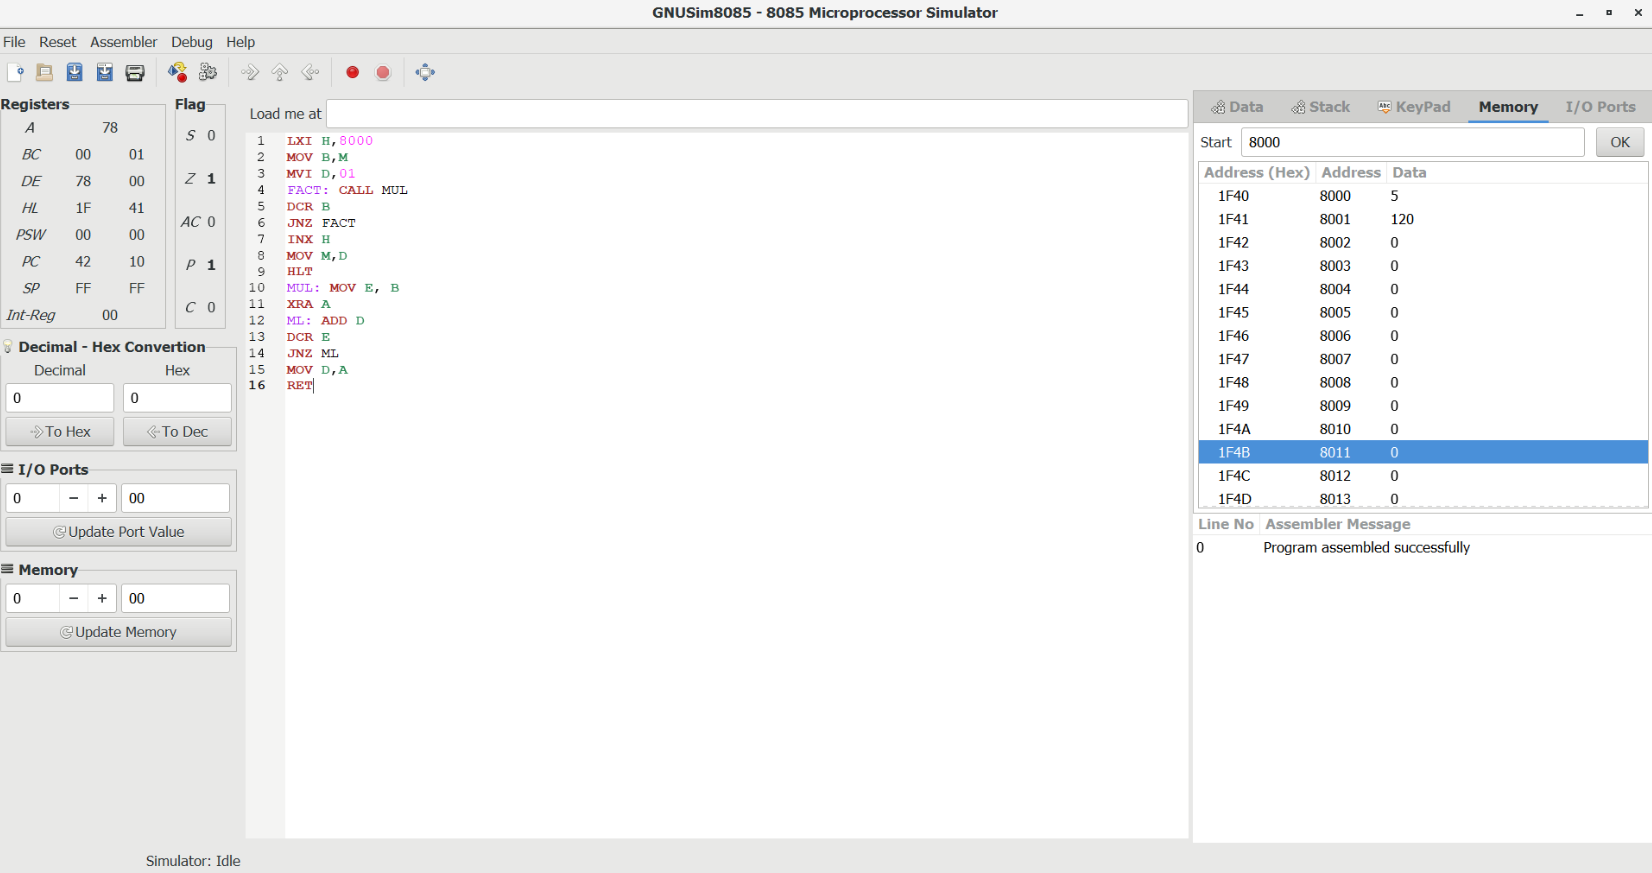 GNUSim8085 - 8085 Microprocessor Simulator
File Reset Assembler Debug Help
Registers
A 78
BC 00 01
DE 78 00
HL 1F 41
PSW 00 00
PC 42 10
SP FF FF
Int-Reg 00
Flag
S 0
Z 1
AC 0
P 1
C 0
Decimal - Hex Convertion
Decimal Hex
0 0
To Hex To Dec
I/O Ports
0 − + 00
Update Port Value
Memory
0 − + 00
Update Memory
Load me at
1 LXI H,8000
2 MOV B,M
3 MVI D,01
4 FACT: CALL MUL
5 DCR B
6 JNZ FACT
7 INX H
8 MOV M,D
9 HLT
10 MUL: MOV E, B
11 XRA A
12 ML: ADD D
13 DCR E
14 JNZ ML
15 MOV D,A
16 RET
Data Stack Abc KeyPad Memory I/O Ports
Start 8000 OK
Address (Hex) Address Data
1F40 8000 5
1F41 8001 120
1F42 8002 0
1F43 8003 0
1F44 8004 0
1F45 8005 0
1F46 8006 0
1F47 8007 0
1F48 8008 0
1F49 8009 0
1F4A 8010 0
1F4B 8011 0
1F4C 8012 0
1F4D 8013 0
Line No Assembler Message
0 Program assembled successfully
Simulator: Idle